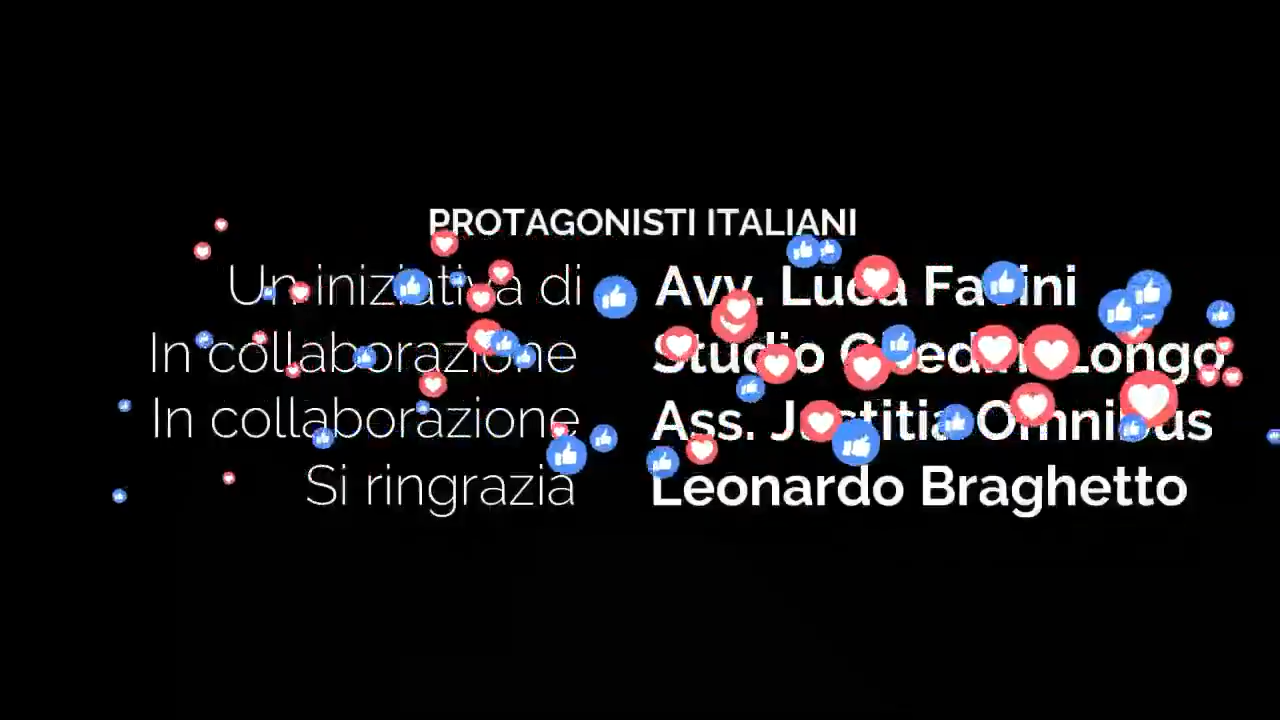 PROTAGONISTI ITALIANI
Un iniziativa di Avv. Luca
In collaborazione Studio Longo
In collaborazione Ass. Justitia Omnibus
Si ringrazia Leonardo Braghetto